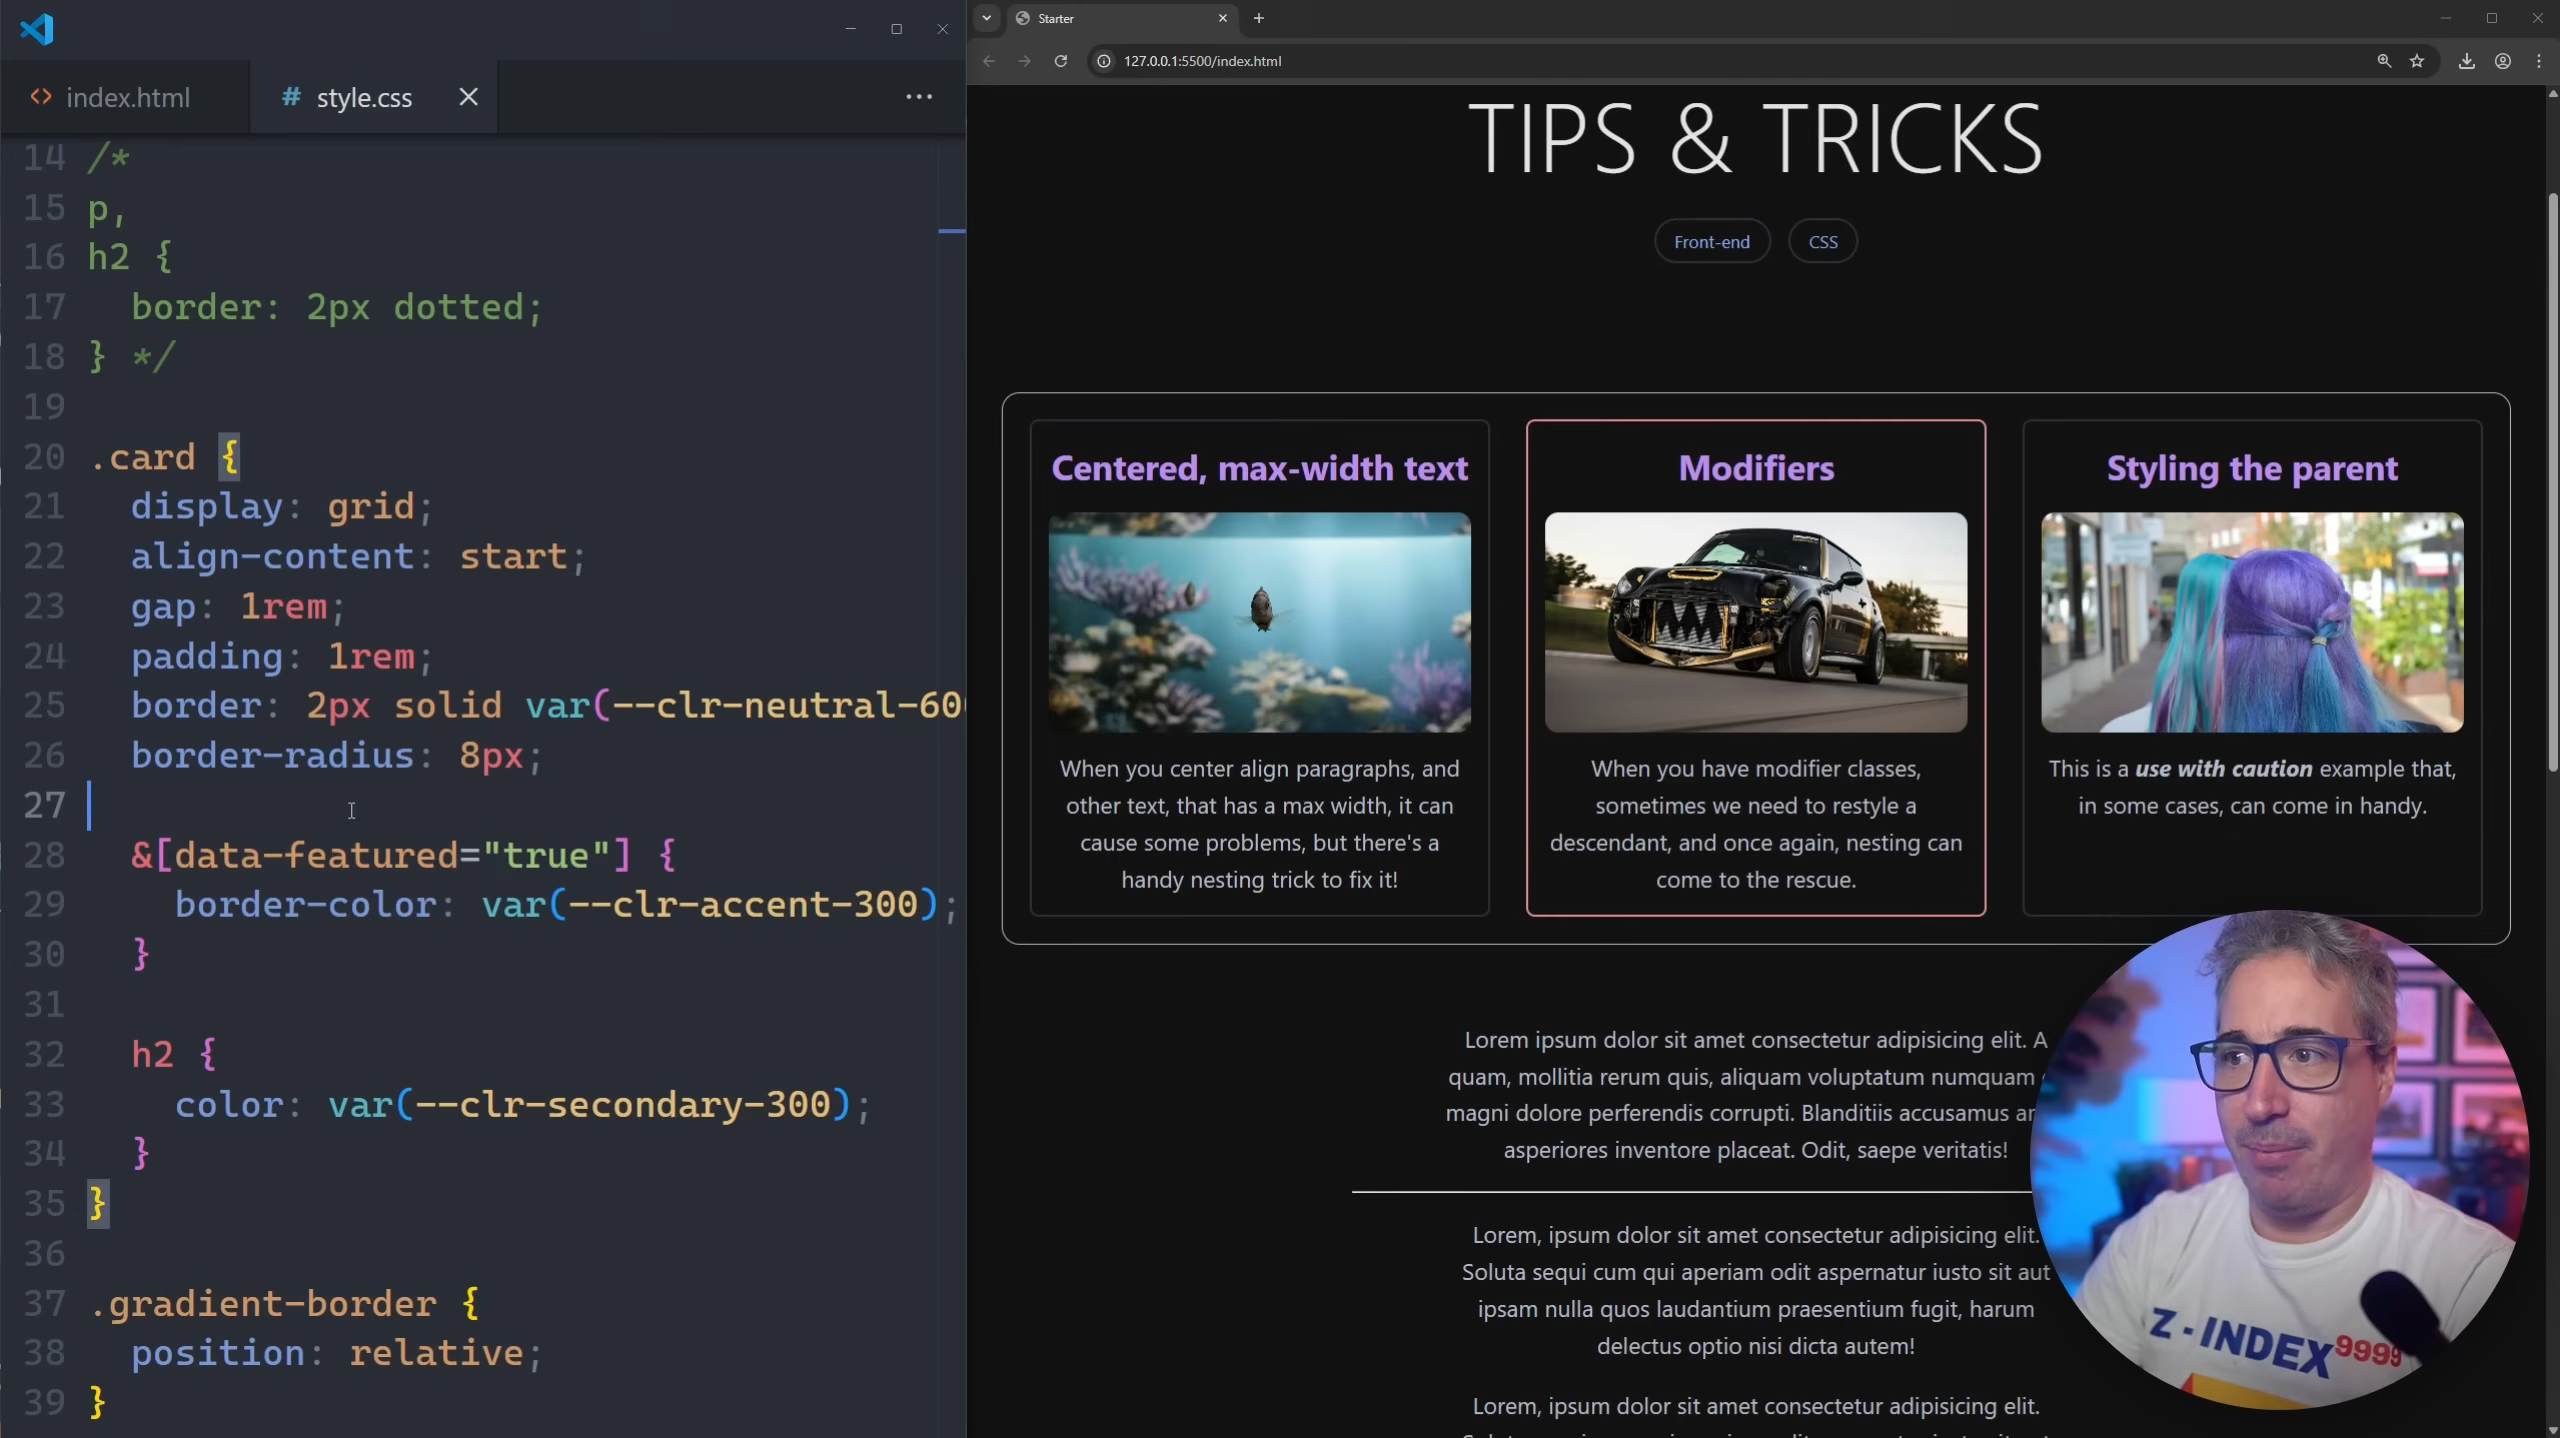 index.html
# style.css
14 /*
15 p,
16 h2 {
17 border: 2px dotted;
18 } */
19
20 .card {
21 display: grid;
22 align-content: start;
23 gap: 1rem;
24 padding: 1rem;
25 border: 2px solid var(--clr-neutral-60
26 border-radius: 8px;
27
28 &[data-featured="true"] {
29 border-color: var(--clr-accent-300);
30 }
31
32 h2 {
33 color: var(--clr-secondary-300);
34 }
35 }
36
37 .gradient-border {
38 position: relative;
39 }
Starter
127.0.0.1:5500/index.html
TIPS & TRICKS
Front-end
CSS
Centered, max-width text
When you center align paragraphs, and
other text, that has a max width, it can
cause some problems, but there's a
handy nesting trick to fix it!
Modifiers
When you have modifier classes,
sometimes we need to restyle a
descendant, and once again, nesting can
come to the rescue.
Styling the parent
This is a use with caution example that,
in some cases, can come in handy.
Lorem ipsum dolor sit amet consectetur adipisicing elit. A
quam, mollitia rerum quis, aliquam voluptatum numquam
magni dolore perferendis corrupti. Blanditiis accusamus
asperiores inventore placeat. Odit, saepe veritatis!
Lorem, ipsum dolor sit amet consectetur adipisicing elit.
Soluta sequi cum qui aperiam odit aspernatur iusto sit aut
ipsam nulla quos laudantium praesentium fugit, harum
delectus optio nisi dicta autem!
Lorem, ipsum dolor sit amet consectetur adipisicing elit.
Z-INDEX 9999